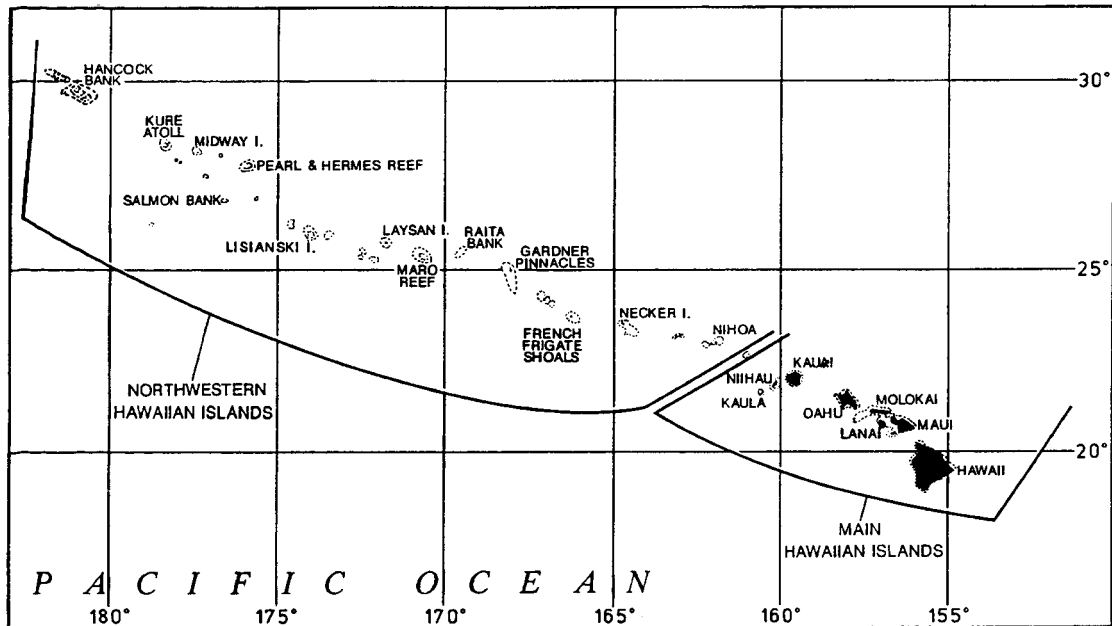 HANCOCK
BANK
30°
KURE
ATOLL
MIDWAY I.
PEARL & HERMES REEF
SALMON BANK
LISIANSKI I.
LAYSAN I.
RAITA
BANK
MARO
REEF
GARDNER
PINNACLES
25°
NECKER I.
NIHOA
FRENCH
FRIGATE
SHOALS
NORTHWESTERN
HAWAIIAN ISLANDS
KAUAI
NIIHAU
KAULA
OAHU
MOLOKAI
LANAI
MAUI
20°
HAWAII
MAIN
HAWAIIAN ISLANDS
PACIFIC OCEAN
180°
175°
170°
165°
160°
155°